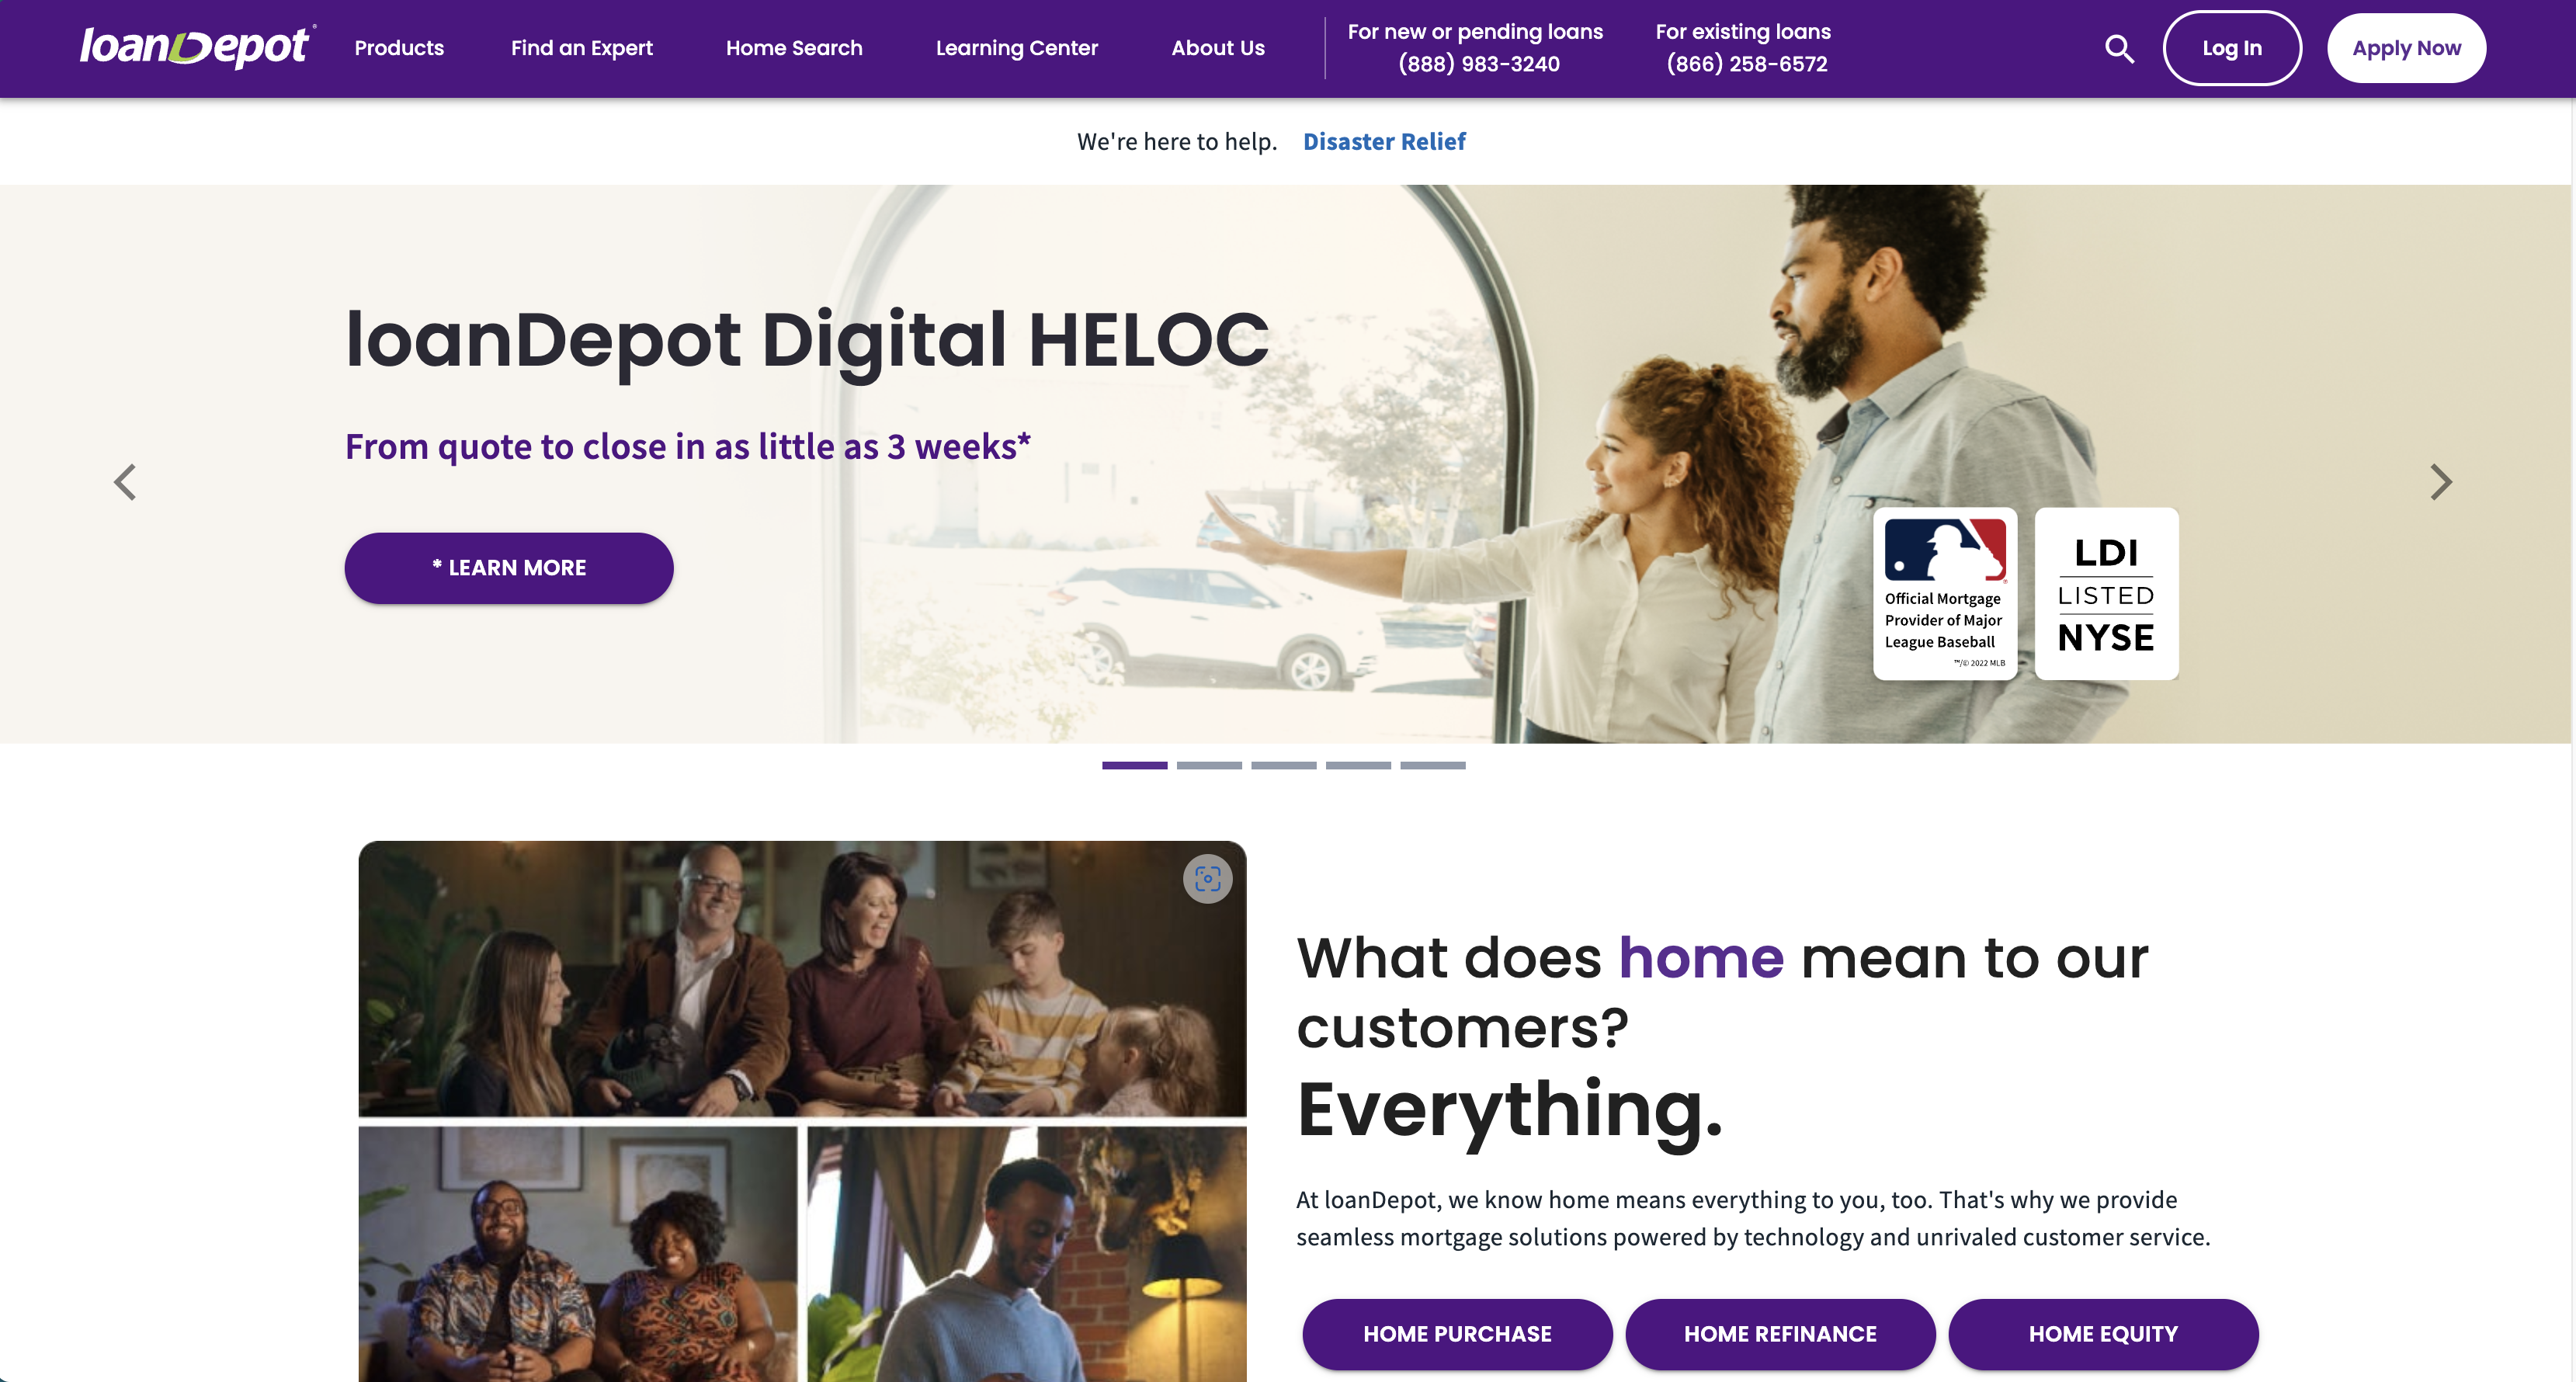 loanDepot
Products
Find an Expert
Home Search
Learning Center
About Us
For new or pending loans
(888) 983-3240
For existing loans
(866) 258-6572
Log In
Apply Now
We're here to help. Disaster Relief
loanDepot Digital HELOC
From quote to close in as little as 3 weeks*
* LEARN MORE
Official Mortgage
Provider of Major
League Baseball
™/© 2022 MLB
LDI
LISTED
NYSE
What does home mean to our
customers?
Everything.
At loanDepot, we know home means everything to you, too. That's why we provide
seamless mortgage solutions powered by technology and unrivaled customer service.
HOME PURCHASE
HOME REFINANCE
HOME EQUITY